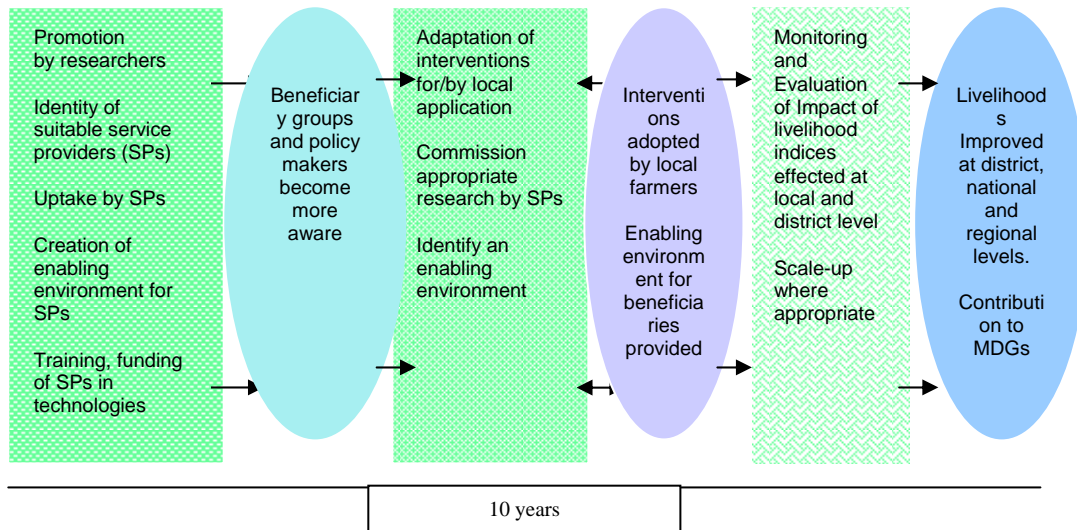 Promotion
by researchers
Identity of
suitable service
providers (SPs)
Uptake by SPs
Creation of
enabling
environment for
SPs
Training, funding
of SPs in
technologies
Beneficiar
y groups
and policy
makers
become
more
aware
Adaptation of
interventions
for/by local
application
Commission
appropriate
research by SPs
Identify an
enabling
environment
Interventi
ons
adopted
by local
farmers
Enabling
environm
ent for
beneficia
ries
provided
Monitoring
and
Evaluation
of Impact of
livelihood
indices
effected at
local and
district level
Scale-up
where
appropriate
Livelihood
s
Improved
at district,
national
and
regional
levels.
Contributi
on to
MDGs
10 years